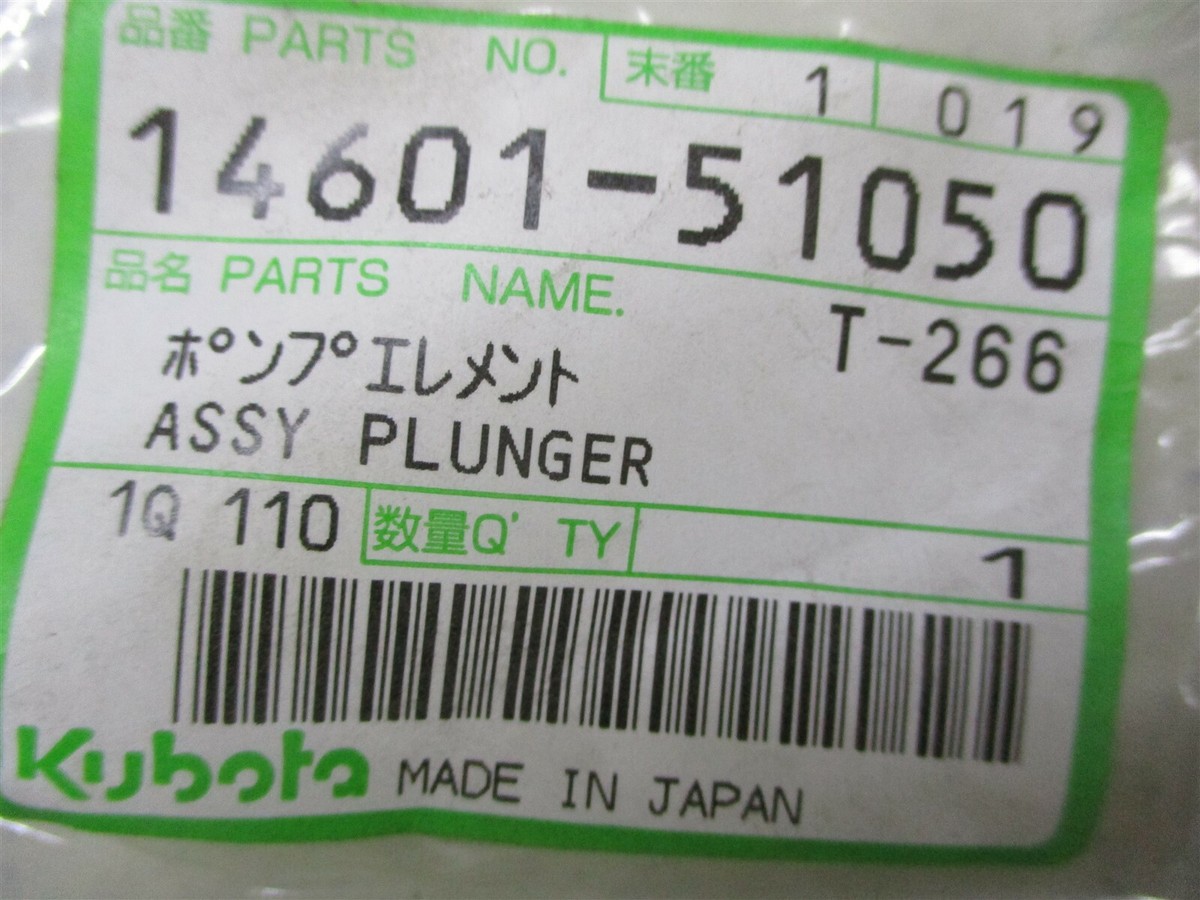 品番 PARTS NO. 末番 1 019
14601-51050
品名 PARTS NAME.
T-266
ポンプエレメント
ASSY PLUNGER
1Q 110 数量Q'TY 1
Kubota MADE IN JAPAN